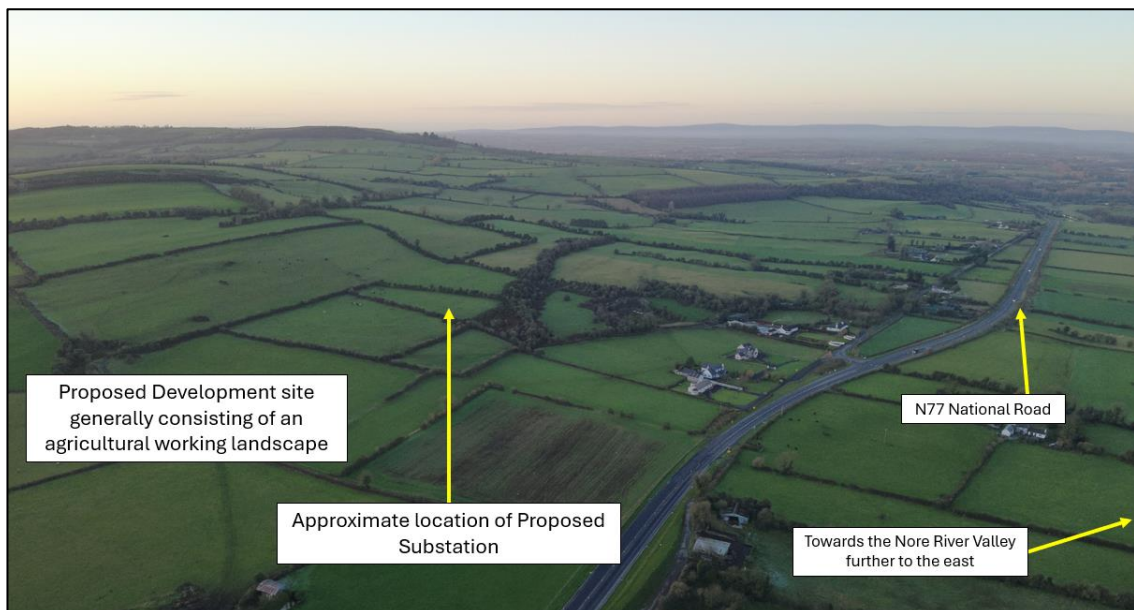 Proposed Development site
generally consisting of an
agricultural working landscape
N77 National Road
Approximate location of Proposed
Substation
Towards the Nore River Valley
further to the east